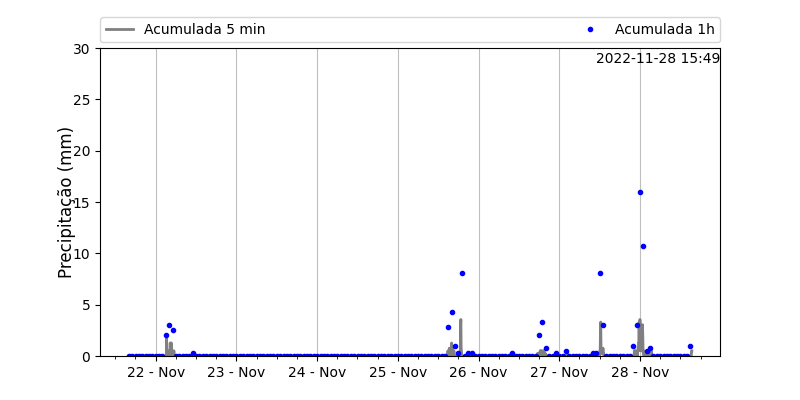 Acumulada 5 min
Acumulada 1h
2022-11-28 15:49
Precipitação (mm)
30
25
20
15
10
5
0
22 - Nov
23 - Nov
24 - Nov
25 - Nov
26 - Nov
27 - Nov
28 - Nov